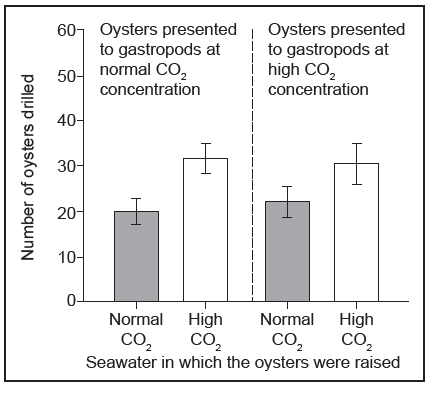 Oysters presented
to gastropods at
normal CO₂
concentration
Oysters presented
to gastropods at
high CO₂
concentration
Number of oysters drilled
60
50
40
30
20
10
0
Normal CO₂
High CO₂
Normal CO₂
High CO₂
Seawater in which the oysters were raised